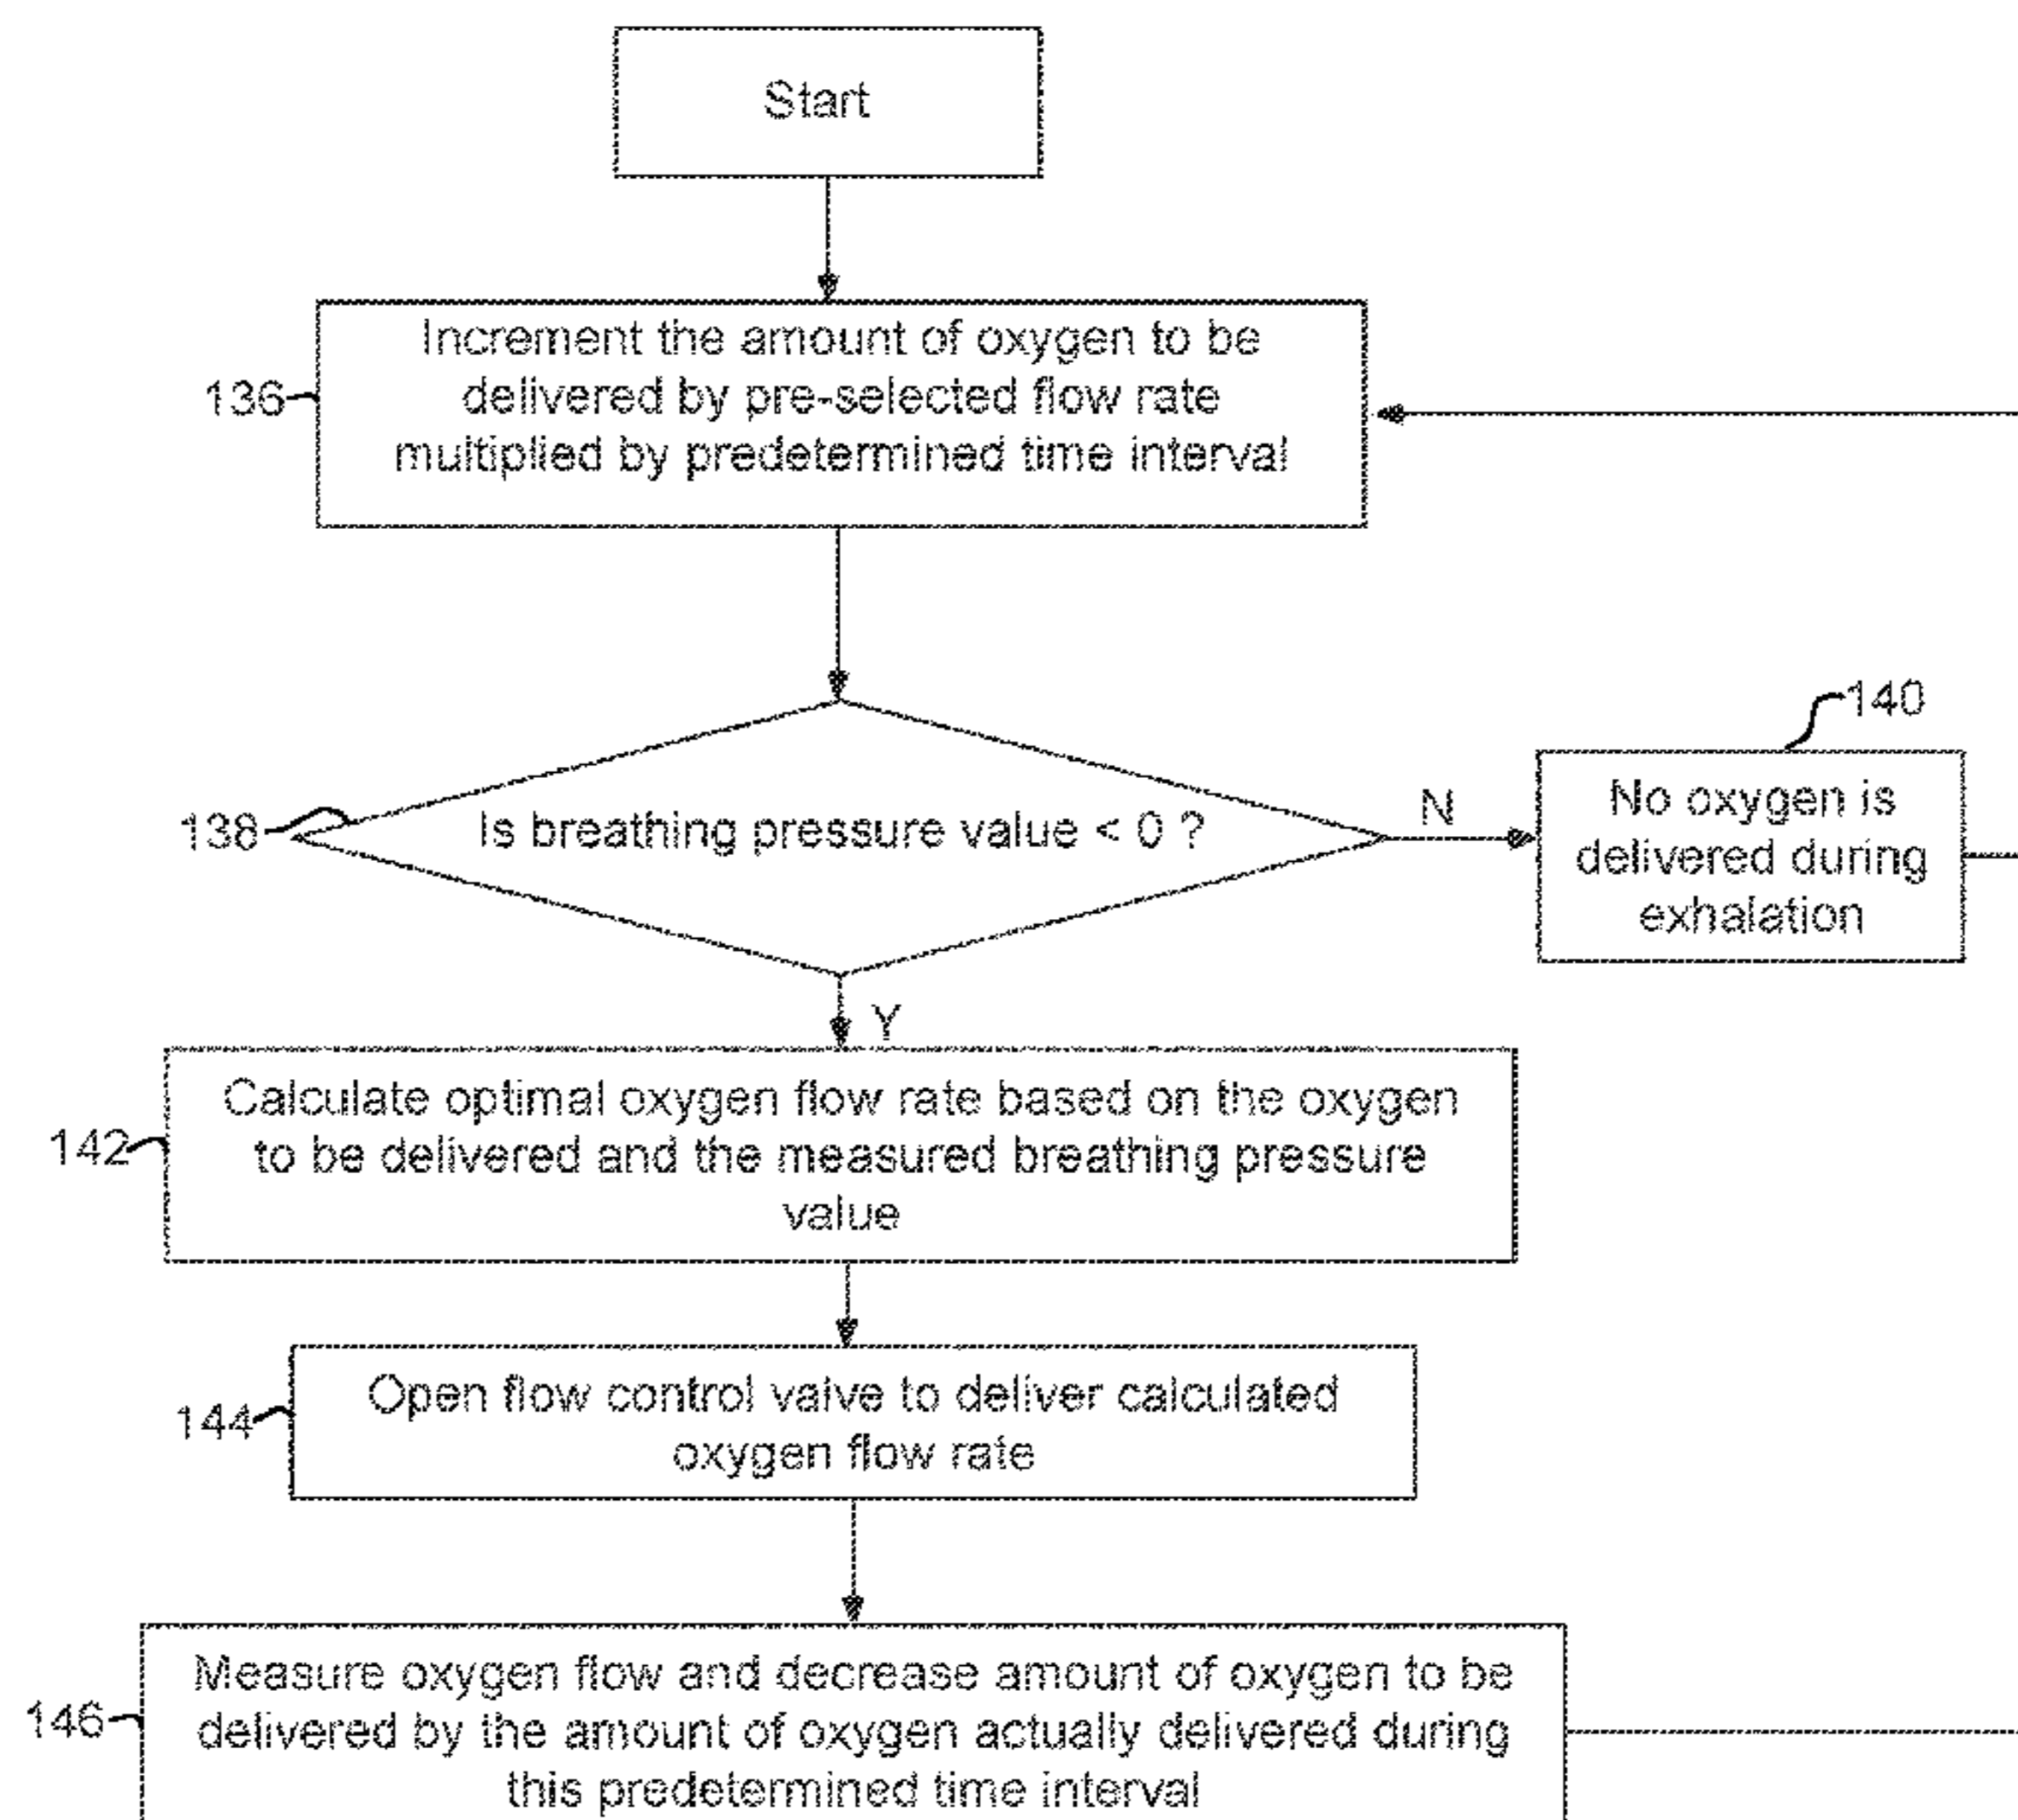 Start
136
Increment the amount of oxygen to be
delivered by pre-selected flow rate
multiplied by predetermined time interval
138
Is breathing pressure value < 0 ?
N
140
No oxygen is
delivered during
exhalation
Y
142
Calculate optimal oxygen flow rate based on the oxygen
to be delivered and the measured breathing pressure
value
144
Open flow control valve to deliver calculated
oxygen flow rate
146
Measure oxygen flow and decrease amount of oxygen to be
delivered by the amount of oxygen actually delivered during
this predetermined time interval